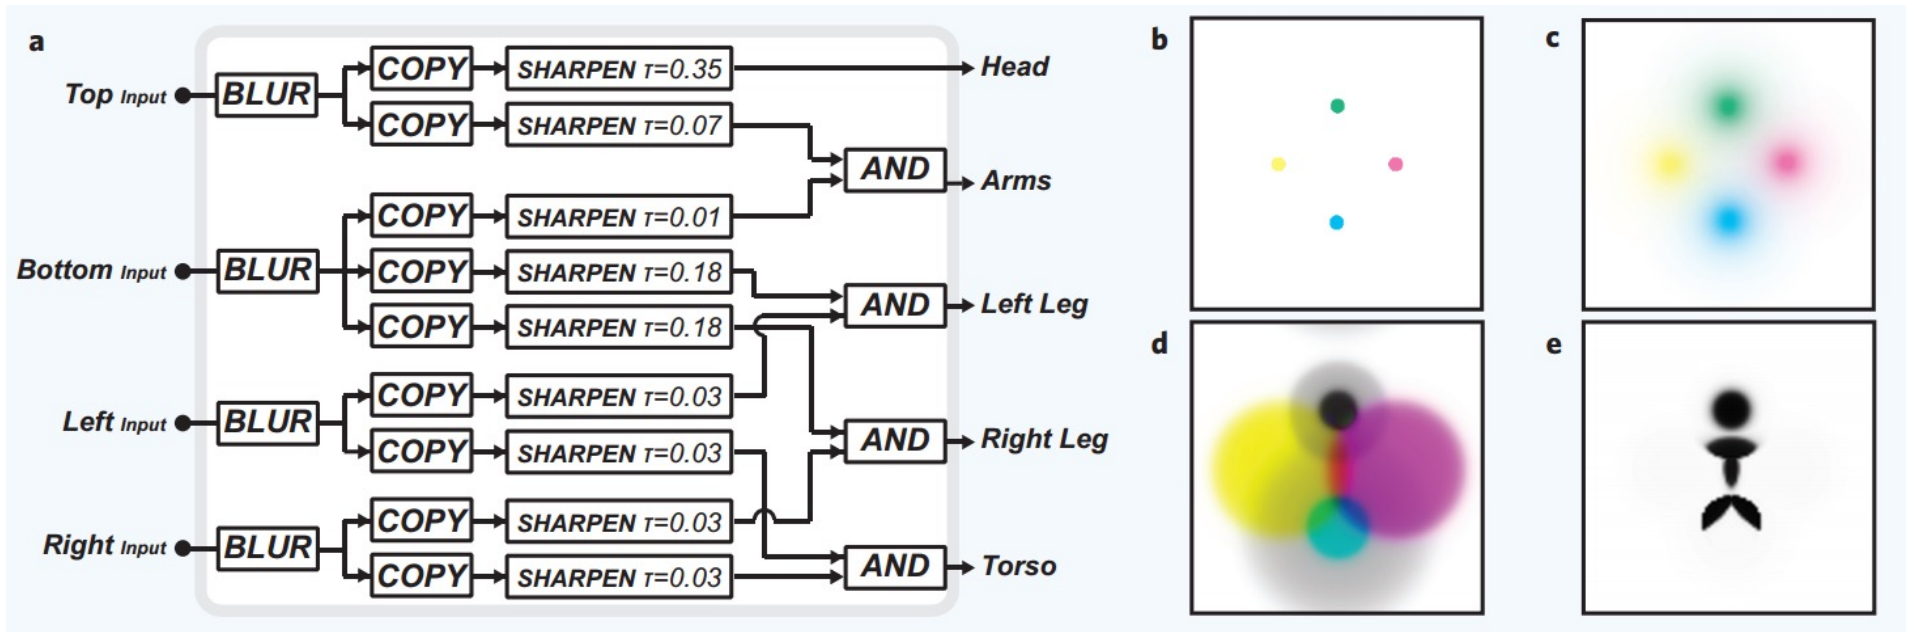 a
Top Input
BLUR
COPY
SHARPEN τ=0.35
Head
COPY
SHARPEN τ=0.07
AND
Arms
Bottom Input
BLUR
COPY
SHARPEN τ=0.01
COPY
SHARPEN τ=0.18
AND
Left Leg
COPY
SHARPEN τ=0.18
Left Input
BLUR
COPY
SHARPEN τ=0.03
COPY
SHARPEN τ=0.03
AND
Right Leg
Right Input
BLUR
COPY
SHARPEN τ=0.03
COPY
SHARPEN τ=0.03
AND
Torso
b
c
d
e